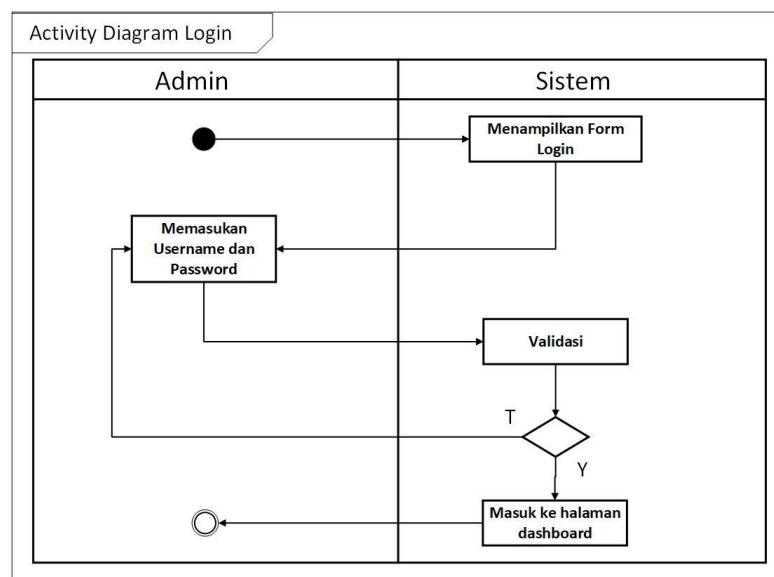 Activity Diagram Login
Admin
Sistem
Menampilkan Form
Login
Memasukan
Username dan
Password
Validasi
T
Y
Masuk ke halaman
dashboard